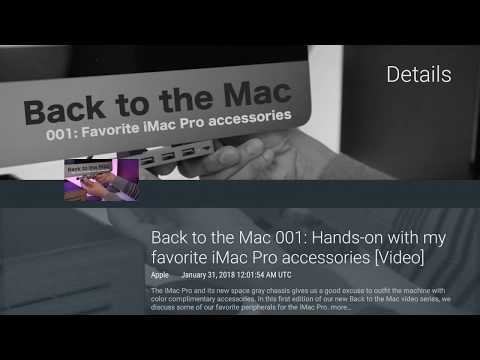 Details
Back to the Mac
001: Favorite iMac Pro accessories
Back to the Mac
Back to the Mac 001: Hands-on with my
favorite iMac Pro accessories [Video]
Apple January 31, 2018 12:01:54 AM UTC
The iMac Pro and its new space gray chassis gives us a good excuse to outfit the machine with
color complimentary accessories. In this first edition of our new Back to the Mac video series, we
discuss some of our favorite peripherals for the iMac Pro. more…